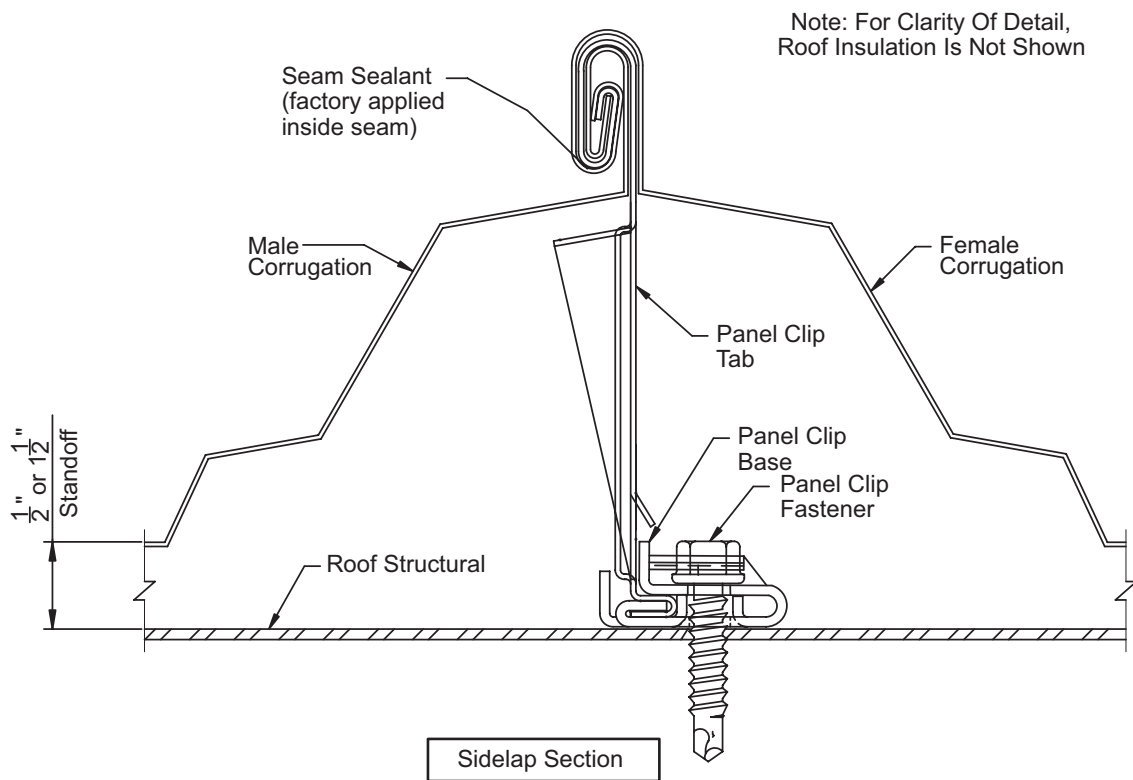 Note: For Clarity Of Detail,
Roof Insulation Is Not Shown
Seam Sealant
(factory applied
inside seam)
Male
Corrugation
Female
Corrugation
Panel Clip
Tab
1/2" or 1 1/2"
Standoff
Panel Clip
Base
Panel Clip
Fastener
Roof Structural
Sidelap Section